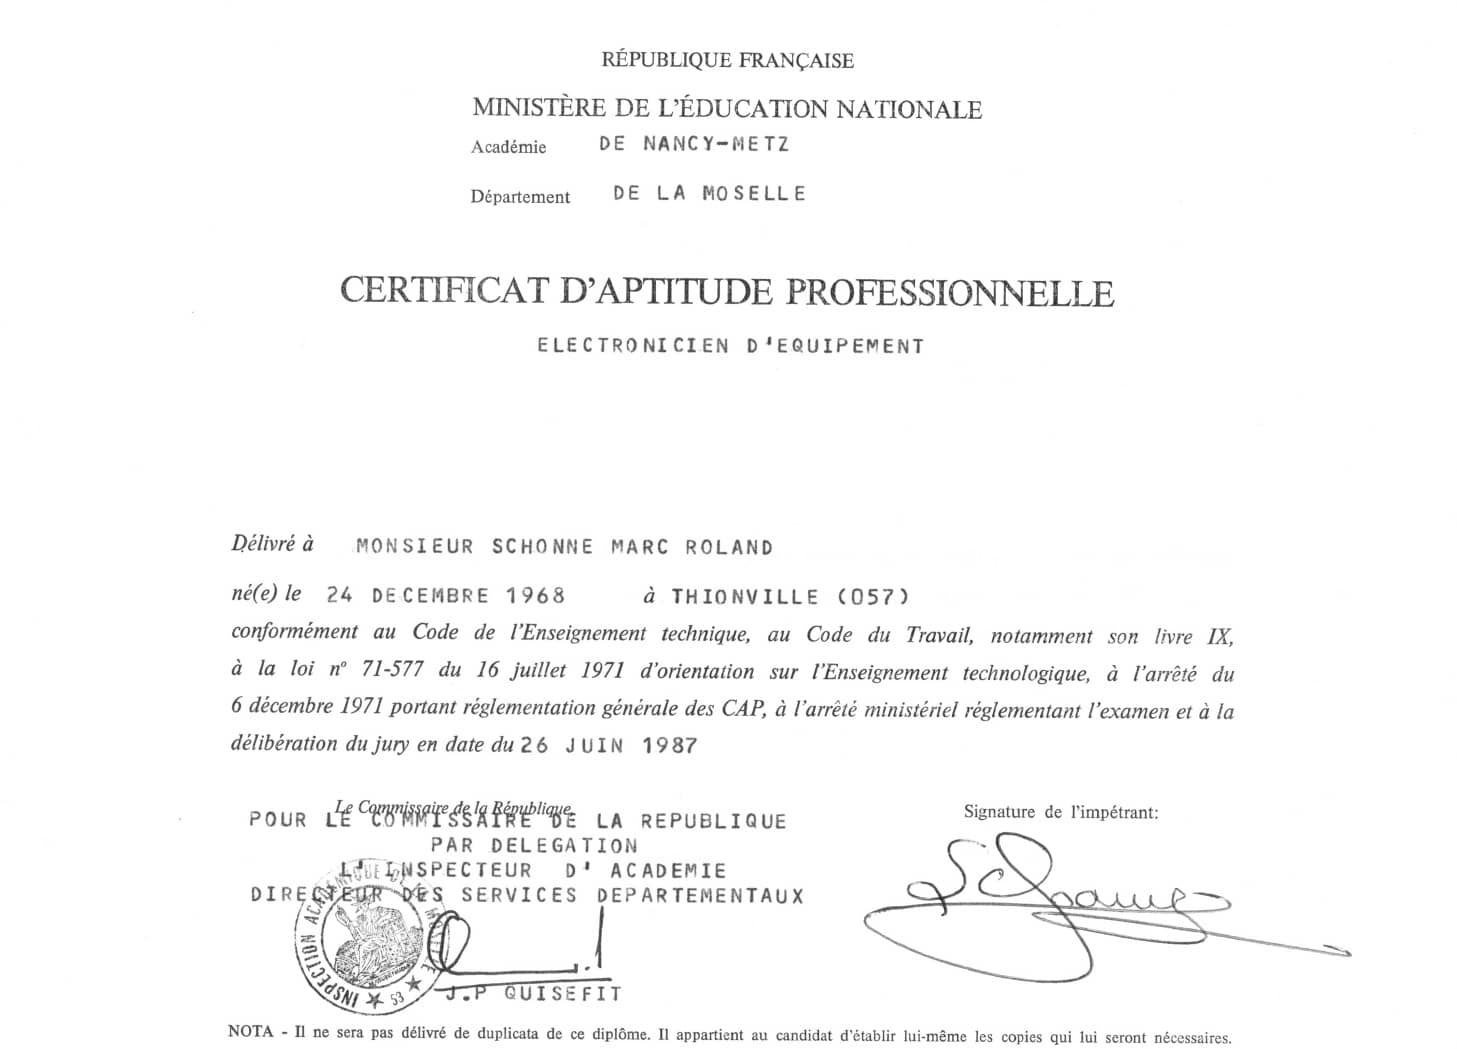 RÉPUBLIQUE FRANÇAISE
MINISTÈRE DE L'ÉDUCATION NATIONALE
Académie DE NANCY-METZ
Département DE LA MOSELLE
CERTIFICAT D'APTITUDE PROFESSIONNELLE
ELECTRONICIEN D'EQUIPEMENT
Délivré à MONSIEUR SCHONNE MARC ROLAND
né(e) le 24 DECEMBRE 1968 à THIONVILLE (057)
conformément au Code de l'Enseignement technique, au Code du Travail, notamment son livre IX,
à la loi n° 71-577 du 16 juillet 1971 d'orientation sur l'Enseignement technologique, à l'arrêté du
6 décembre 1971 portant réglementation générale des CAP, à l'arrêté ministériel réglementant l'examen et à la
délibération du jury en date du 26 JUIN 1987
Le Commissaire de la République,
POUR LE COMMISSAIRE DE LA REPUBLIQUE
PAR DELEGATION
L'INSPECTEUR D' ACADEMIE
DIRECTEUR DES SERVICES DEPARTEMENTAUX
INSPECTION ACADEMIQUE DE LA MOSELLE
53
J.P QUISEFIT
Signature de l'impétrant:
Schonne
NOTA - Il ne sera pas délivré de duplicata de ce diplôme. Il appartient au candidat d'établir lui-même les copies qui lui seront nécessaires.